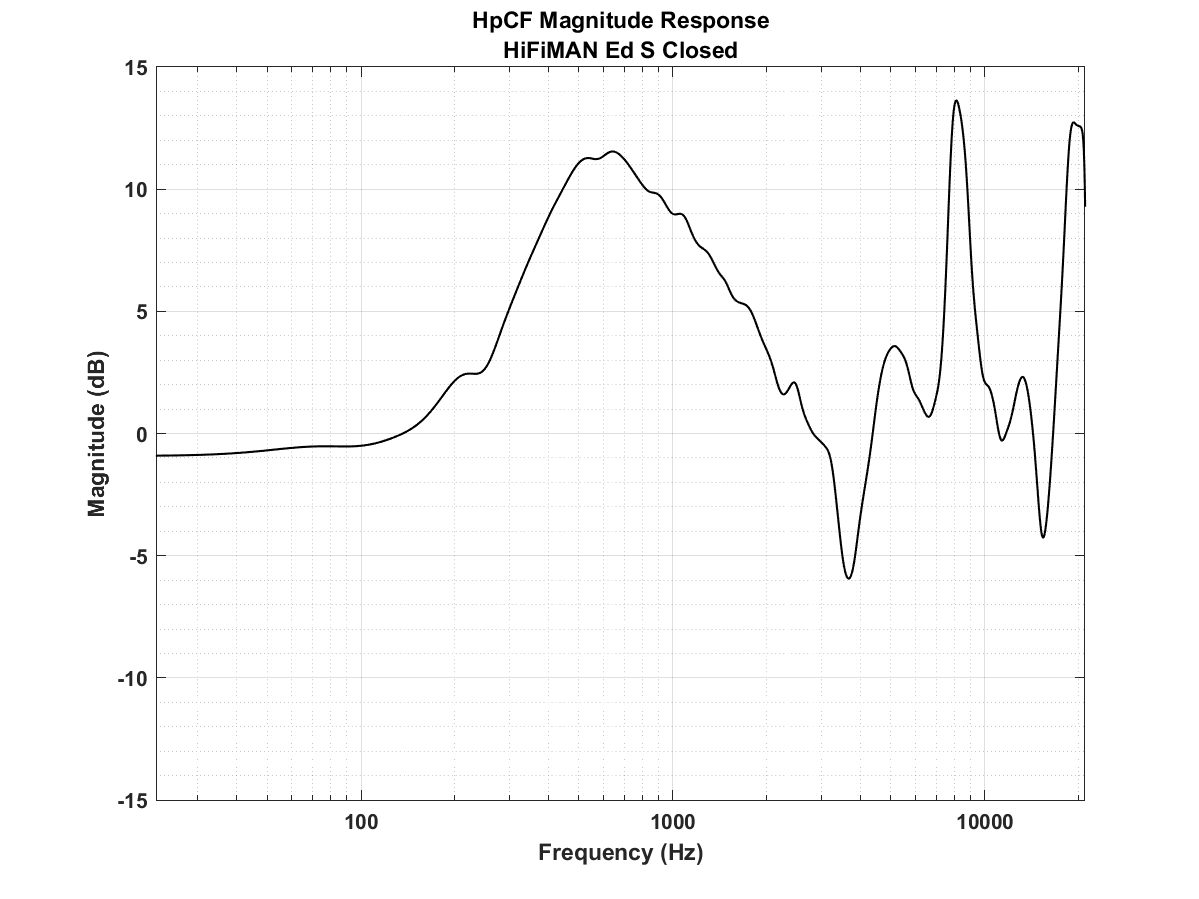 HpCF Magnitude Response
HiFiMAN Ed S Closed
15
10
5
0
-5
-10
-15
Magnitude (dB)
100
1000
10000
Frequency (Hz)